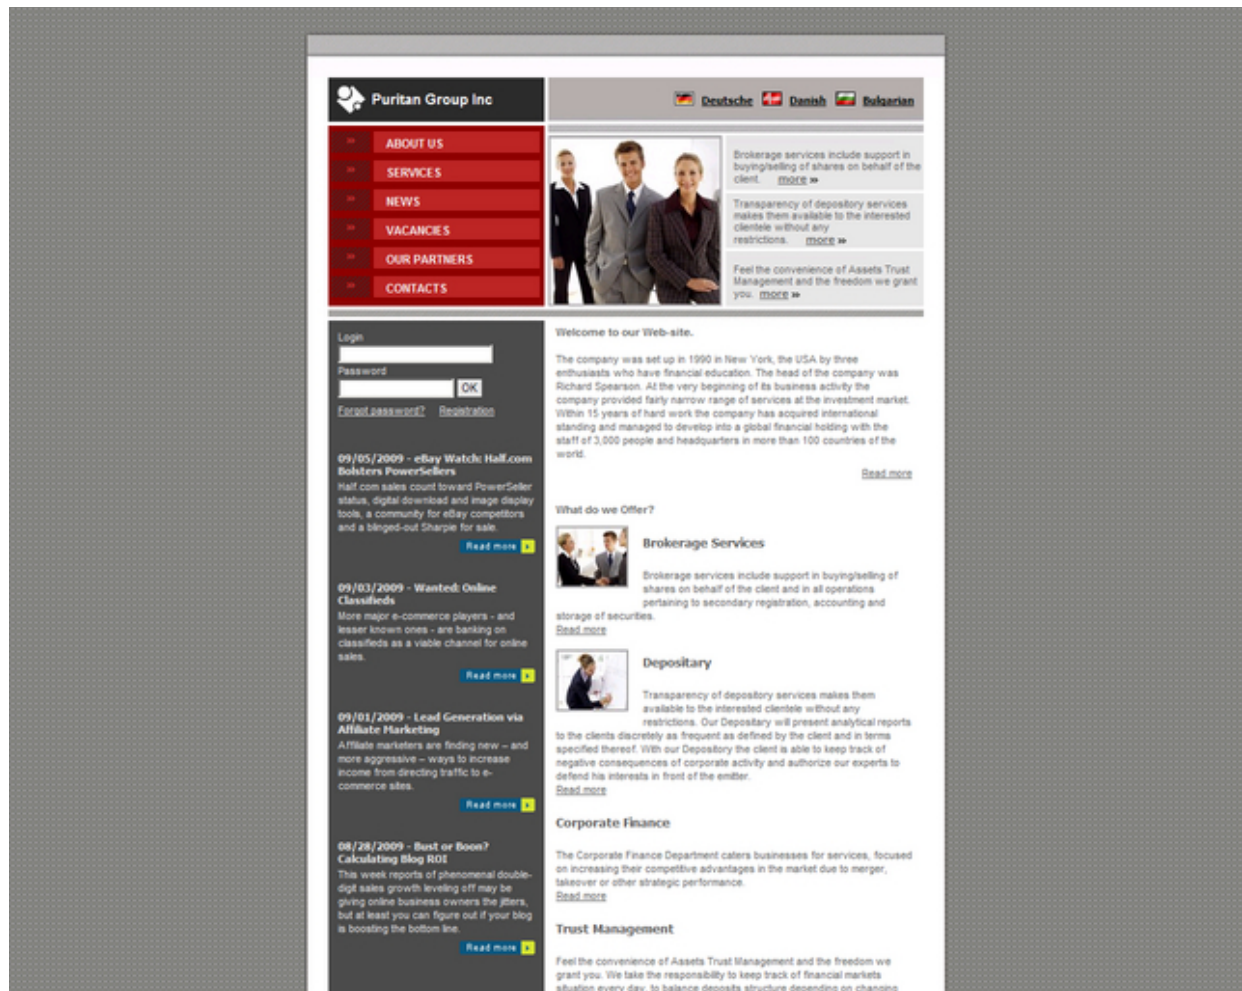 Puritan Group Inc
Deutsche Danish Bulgarian
ABOUT US
SERVICES
NEWS
VACANCIES
OUR PARTNERS
CONTACTS
Brokerage services include support in
buying/selling of shares on behalf of the
client. more »
Transparency of depository services
makes them available to the interested
clientele without any
restrictions. more »
Feel the convenience of Assets Trust
Management and the freedom we grant
you. more »
Login
Password
OK
Forgot password? Registration
09/05/2009 - eBay Watch: Half.com
Bolsters PowerSellers
Half.com sales count toward PowerSeller
status, digital download and image display
tools, a community for eBay competitors
and a blinged-out Sharpie for sale.
Read more
09/03/2009 - Wanted: Online
Classifieds
More major e-commerce players - and
lesser known ones - are banking on
classifieds as a viable channel for online
sales.
Read more
09/01/2009 - Lead Generation via
Affiliate Marketing
Affiliate marketers are finding new – and
more aggressive – ways to increase
income from directing traffic to e-
commerce sites.
Read more
08/28/2009 - Bust or Boon?
Calculating Blog ROI
This week reports of phenomenal double-
digit sales growth leveling off may be
giving online business owners the jitters,
but at least you can figure out if your blog
is boosting the bottom line.
Read more
Welcome to our Web-site.
The company was set up in 1990 in New York, the USA by three
enthusiasts who have financial education. The head of the company was
Richard Spearson. At the very beginning of its business activity the
company provided fairly narrow range of services at the investment market.
Within 15 years of hard work the company has acquired international
standing and managed to develop into a global financial holding with the
staff of 3,000 people and headquarters in more than 100 countries of the
world.
Read more
What do we Offer?
Brokerage Services
Brokerage services include support in buying/selling of
shares on behalf of the client and in all operations
pertaining to secondary registration, accounting and
storage of securities.
Read more
Depositary
Transparency of depository services makes them
available to the interested clientele without any
restrictions. Our Depositary will present analytical reports
to the clients discretely as frequent as defined by the client and in terms
specified thereof. With our Depository the client is able to keep track of
negative consequences of corporate activity and authorize our experts to
defend his interests in front of the emitter.
Read more
Corporate Finance
The Corporate Finance Department caters businesses for services, focused
on increasing their competitive advantages in the market due to merger,
takeover or other strategic performance.
Read more
Trust Management
Feel the convenience of Assets Trust Management and the freedom we
grant you. We take the responsibility to keep track of financial markets
situation every day, to balance deposits structure depending on changing